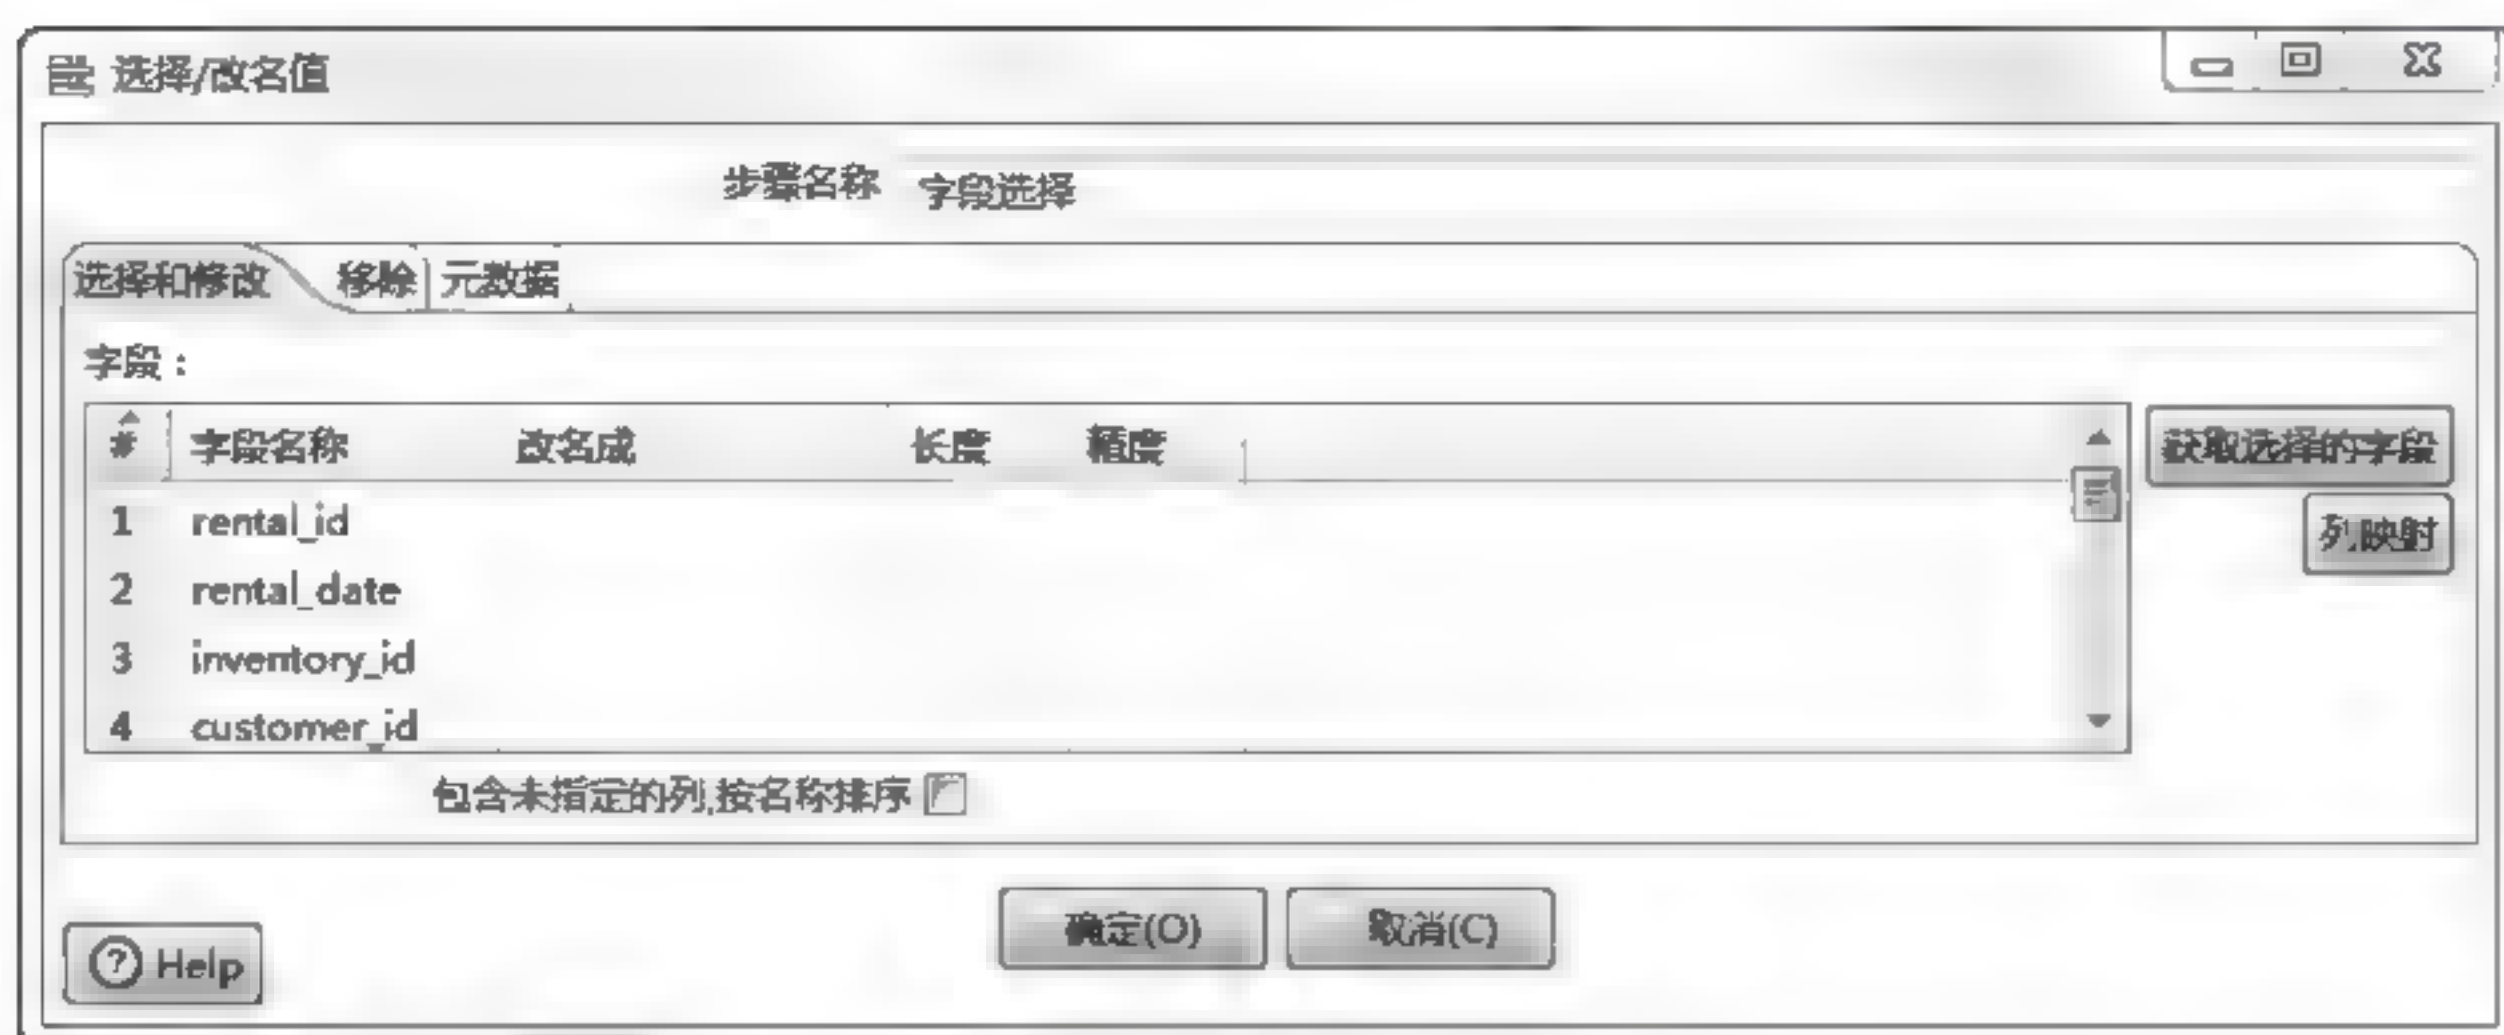 选择/改名值
步骤名称 字段选择
选择和修改 移除 元数据
字段：
# 字段名称 改名成 长度 精度 获取选择的字段
1 rental_id 列映射
2 rental_date
3 inventory_id
4 customer_id
包含未指定的列,按名称排序
确定(O) 取消(C)
Help